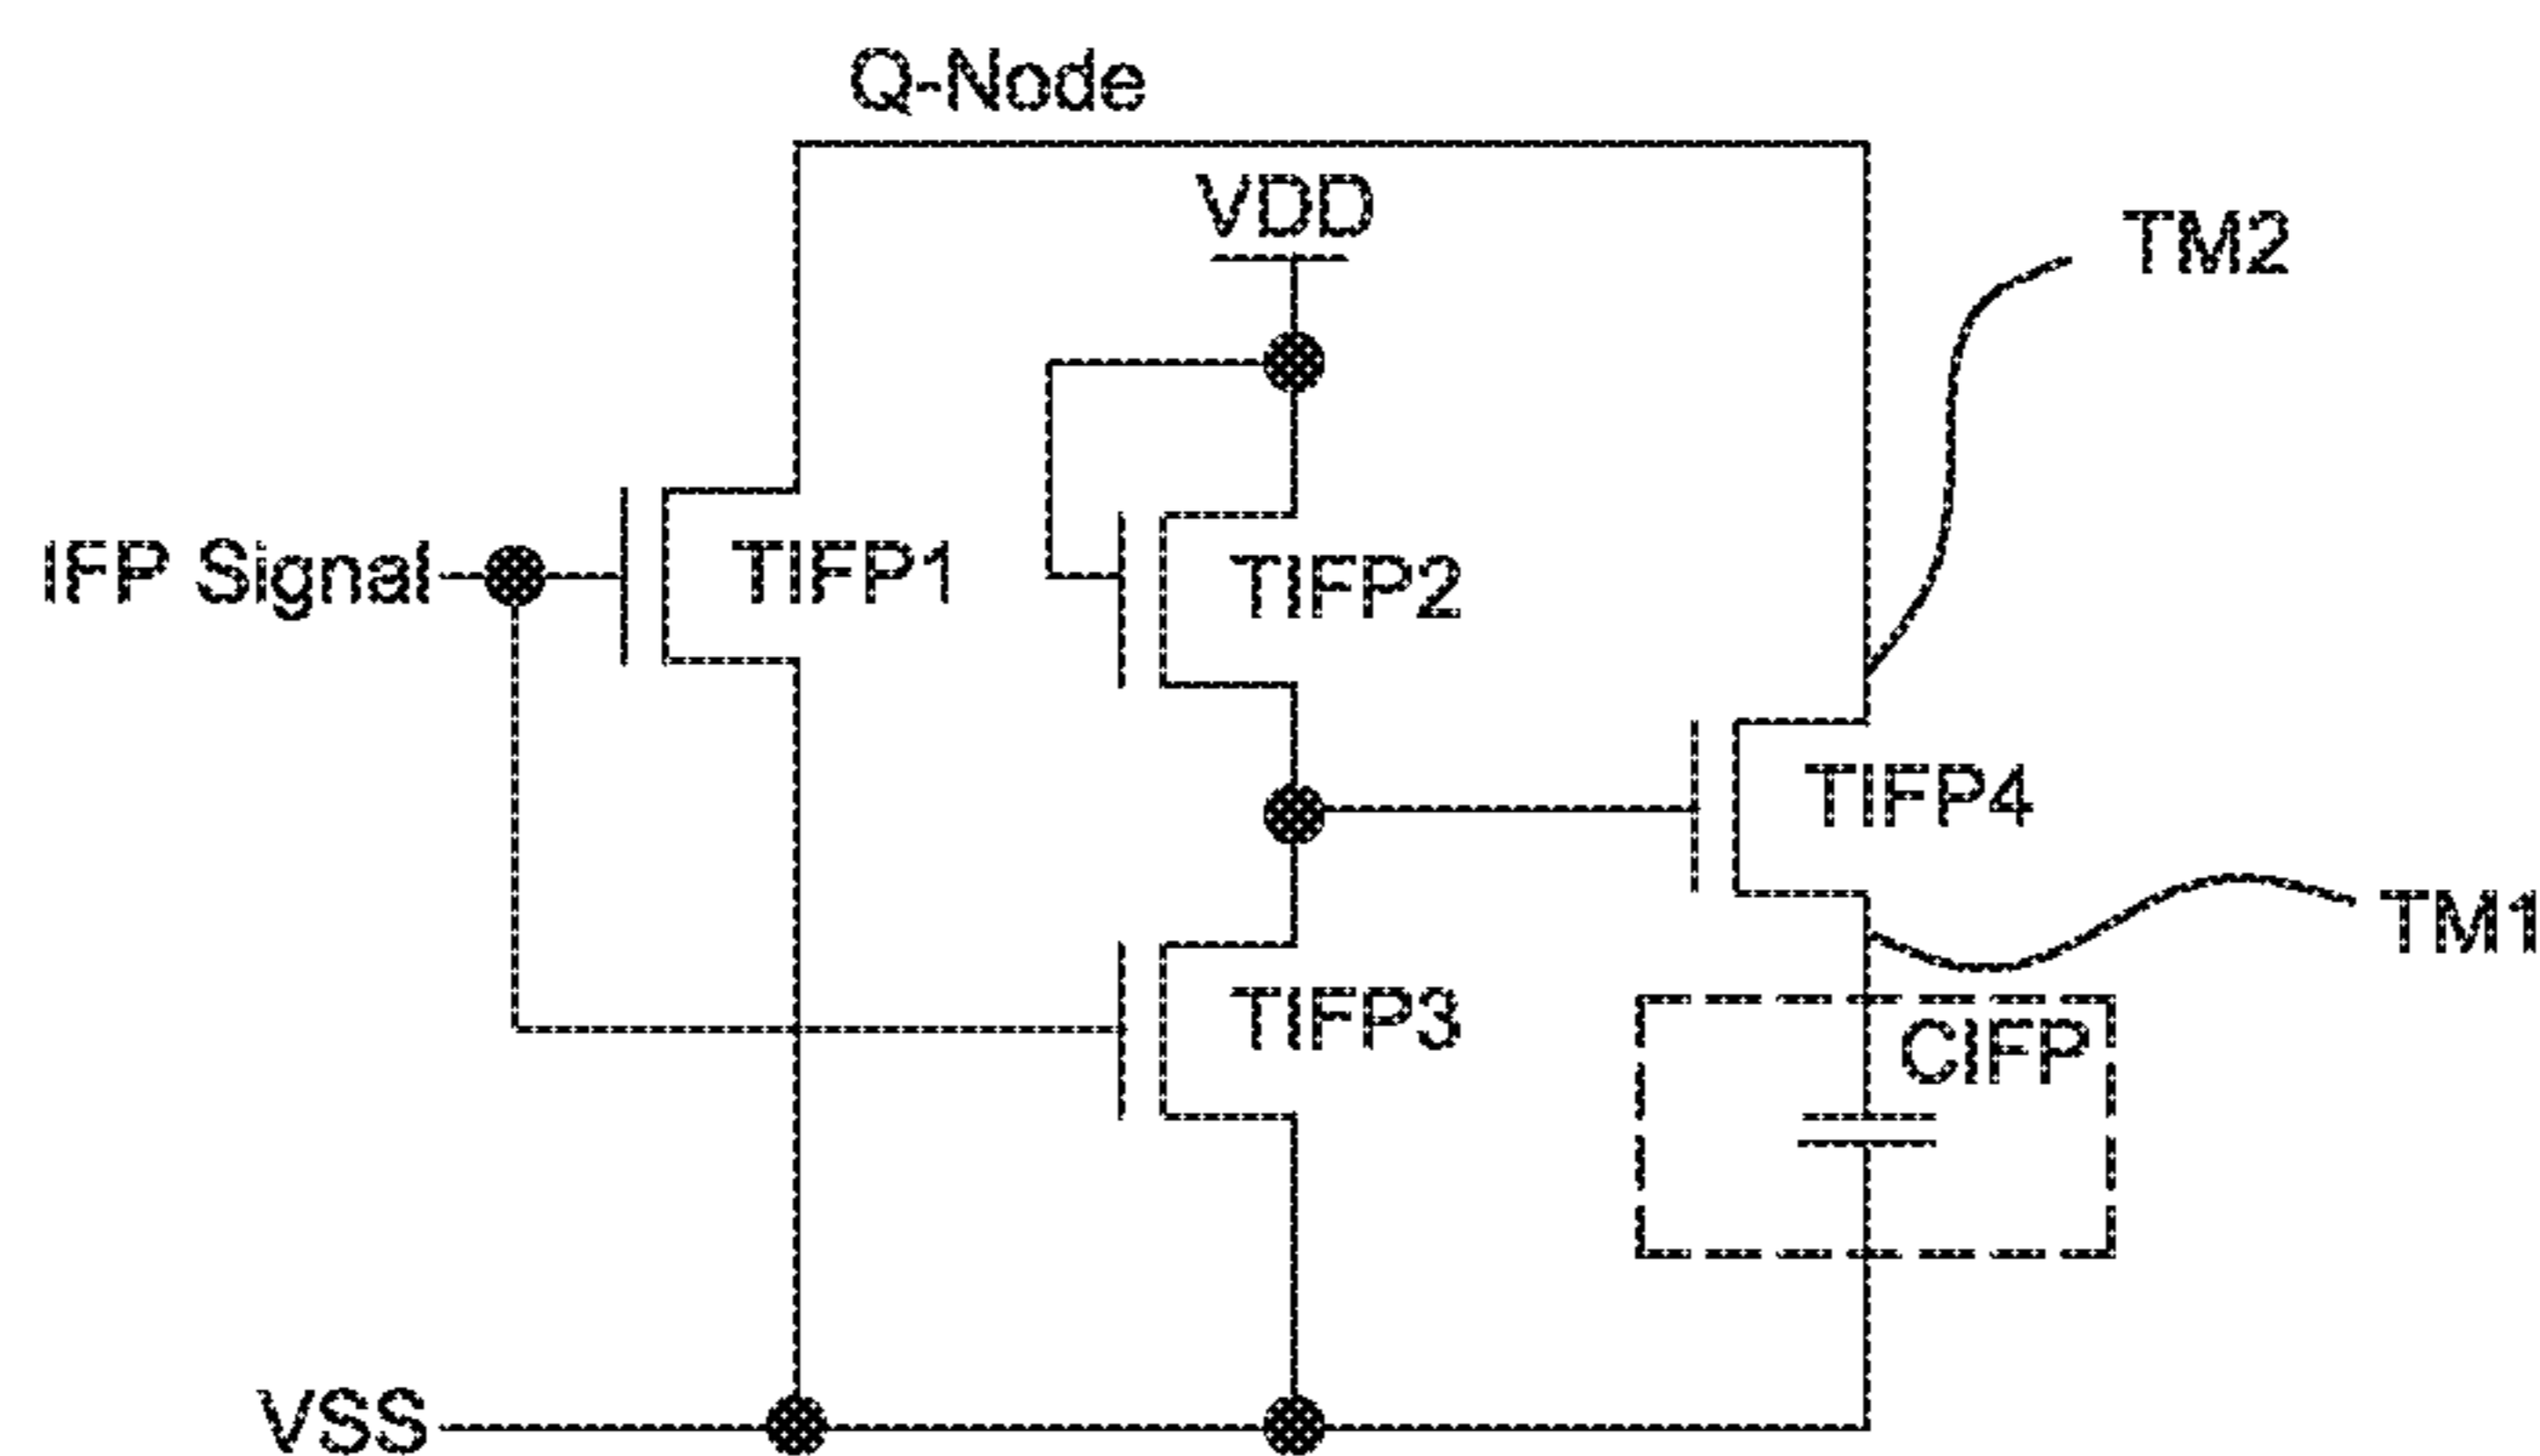 Q-Node
VDD
TM2
IFP Signal
TIFP1
TIFP2
TIFP4
TM1
TIFP3
CIFP
VSS